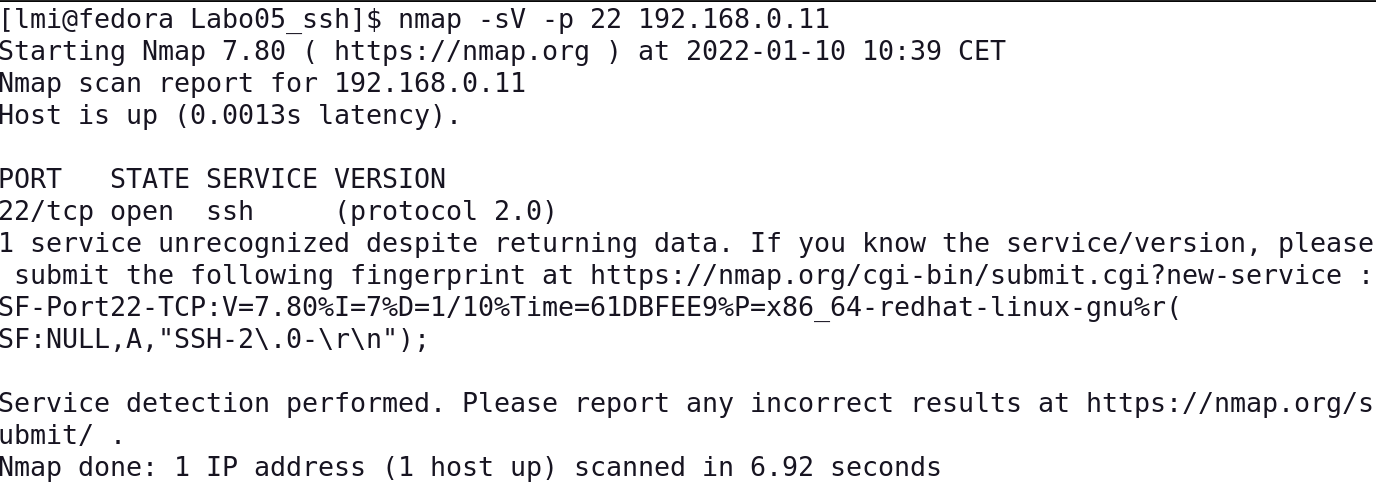 [lmi@fedora Labo05_ssh]$ nmap -sV -p 22 192.168.0.11
Starting Nmap 7.80 ( https://nmap.org ) at 2022-01-10 10:39 CET
Nmap scan report for 192.168.0.11
Host is up (0.0013s latency).
PORT   STATE SERVICE VERSION
22/tcp open  ssh     (protocol 2.0)
1 service unrecognized despite returning data. If you know the service/version, please
 submit the following fingerprint at https://nmap.org/cgi-bin/submit.cgi?new-service :
SF-Port22-TCP:V=7.80%I=7%D=1/10%Time=61DBFEE9%P=x86_64-redhat-linux-gnu%r(
SF:NULL,A,"SSH-2\.0-\r\n");
Service detection performed. Please report any incorrect results at https://nmap.org/s
ubmit/ .
Nmap done: 1 IP address (1 host up) scanned in 6.92 seconds